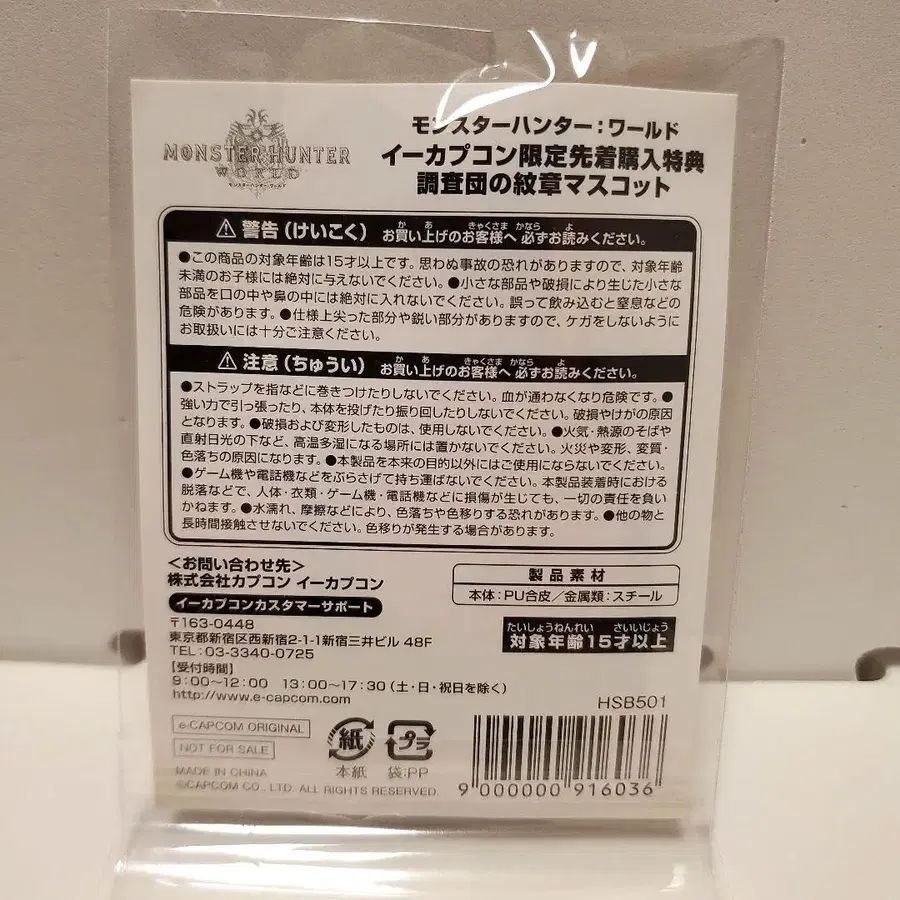 MONSTER HUNTER
WORLD
モンスターハンター:ワールド
モンスターハンター：ワールド
イーカプコン限定先着購入特典
調査団の紋章マスコット
警告（けいこく） お買い上げのお客様へ 必ずお読みください。
か あ きゃくさま かなら よ
●この商品の対象年齢は15才以上です。思わぬ事故の恐れがありますので、対象年齢
未満のお子様には絶対に与えないでください。●小さな部品や破損により生じた小さな
部品を口の中や鼻の中には絶対に入れないでください。誤って飲み込むと窒息などの
危険があります。●仕様上尖った部分や鋭い部分がありますので、ケガをしないように
お取扱いには十分ご注意ください。
注意（ちゅうい） お買い上げのお客様へ 必ずお読みください。
か あ きゃくさま かなら よ
●ストラップを指などに巻きつけたりしないでください。血が通わなくなり危険です。●
強い力で引っ張ったり、本体を投げたり振り回したりしないでください。破損やけがの原因
となります。●破損および変形したものは、使用しないでください。●火気・熱源のそばや
直射日光の下など、高温多湿になる場所には置かないでください。火災や変形、変質・
色落ちの原因になります。●本製品を本来の目的以外にはご使用にならないでください。
●ゲーム機や電話機などをぶらさげて持ち運ばないでください。本製品装着時における
脱落などで、人体・衣類・ゲーム機・電話機などに損傷が生じても、一切の責任を負い
かねます。●水濡れ、摩擦などにより、色落ちや色移りする恐れがあります。●他の物と
長時間接触させないでください。色移りが発生する場合があります。
＜お問い合わせ先＞
株式会社カプコン イーカプコン
イーカプコンカスタマーサポート
〒163-0448
東京都新宿区西新宿2-1-1新宿三井ビル 48F
TEL：03-3340-0725
【受付時間】
9：00～12：00 13：00～17：30（土・日・祝日を除く）
http://www.e-capcom.com
製品素材
本体：PU合皮／金属類：スチール
たいしょうねんれい さいいじょう
対象年齢15才以上
HSB501
e-CAPCOM ORIGINAL
NOT FOR SALE
MADE IN CHINA
©CAPCOM CO., LTD. ALL RIGHTS RESERVED.
紙
本紙
プラ
袋:PP
9 000000 916036